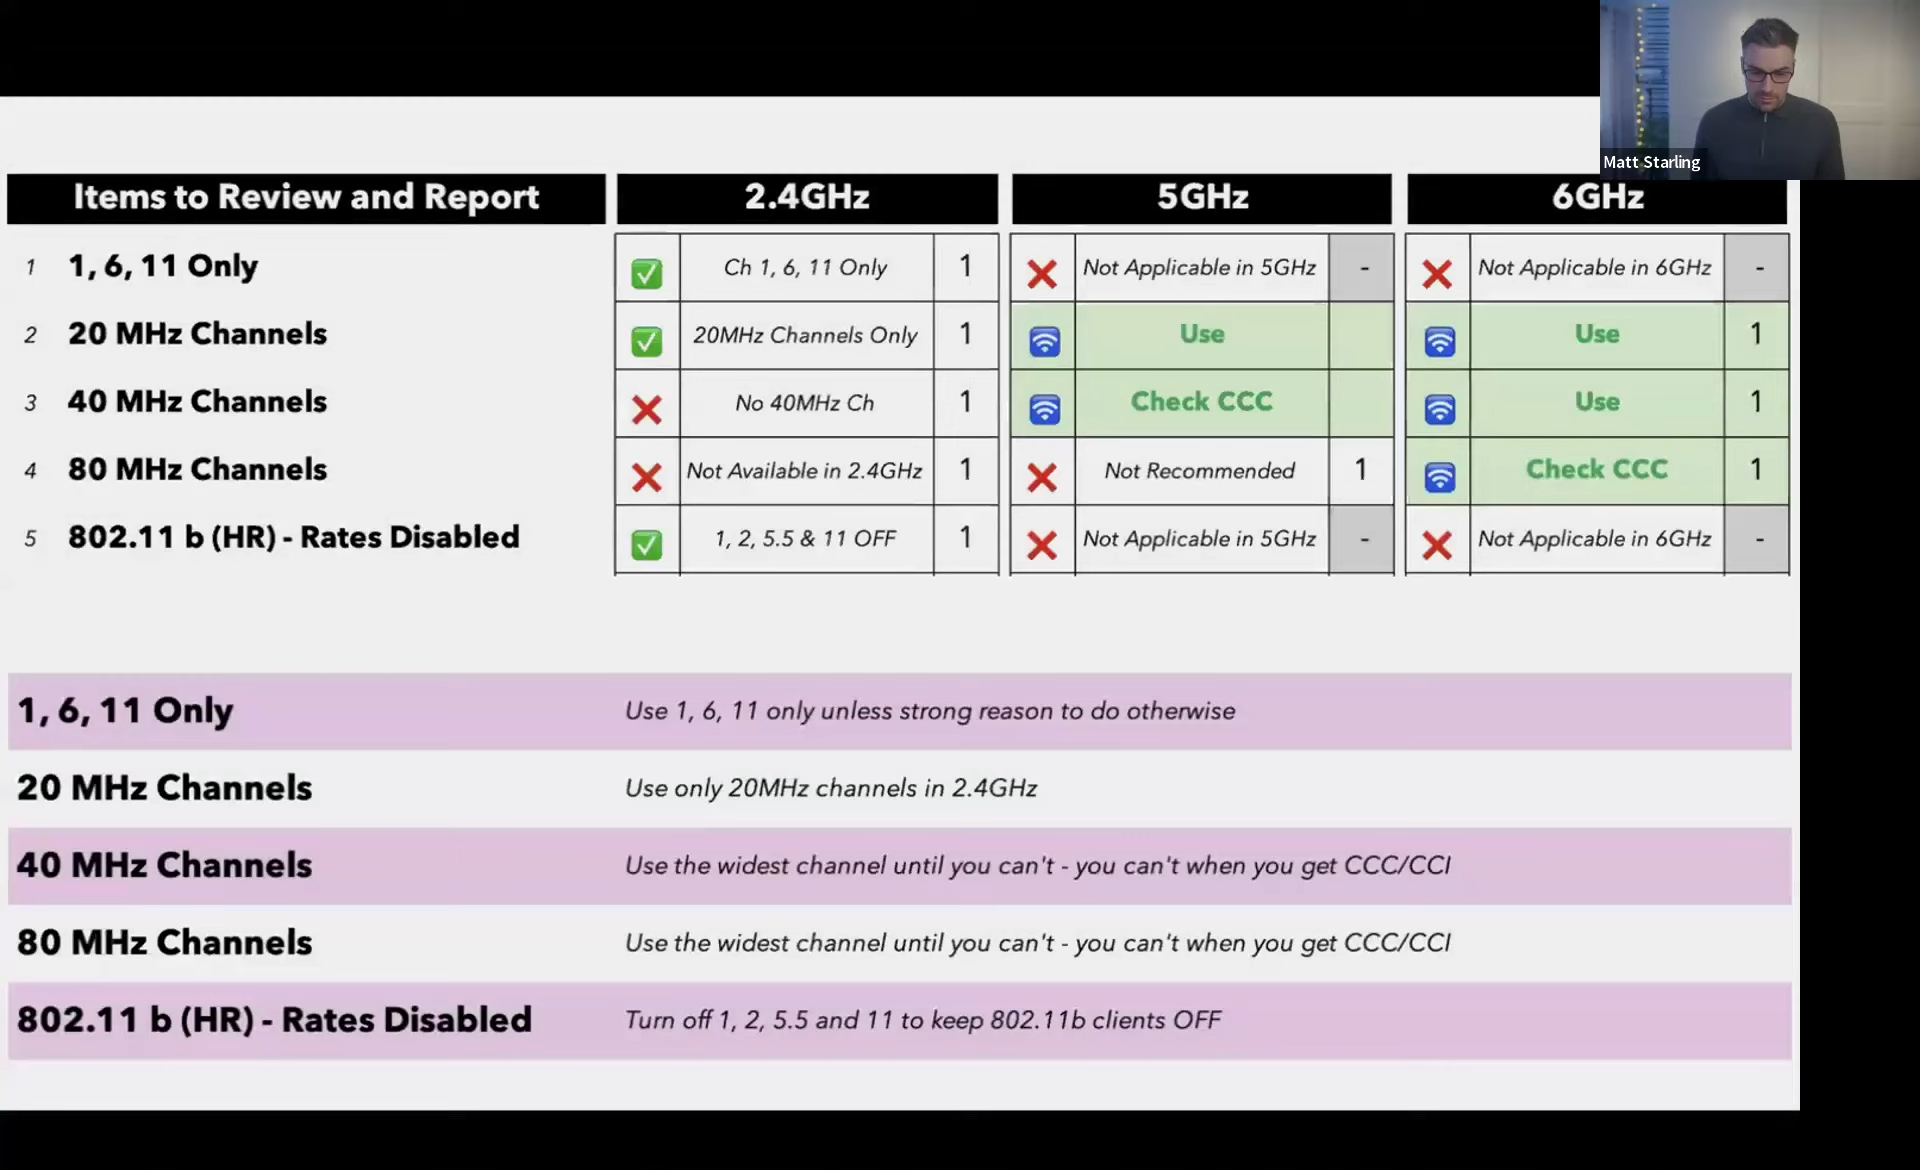 Matt Starling
Items to Review and Report 2.4GHz 5GHz 6GHz
1 1, 6, 11 Only Ch 1, 6, 11 Only 1 Not Applicable in 5GHz - Not Applicable in 6GHz -
2 20 MHz Channels 20MHz Channels Only 1 Use Use 1
3 40 MHz Channels No 40MHz Ch 1 Check CCC Use 1
4 80 MHz Channels Not Available in 2.4GHz 1 Not Recommended 1 Check CCC 1
5 802.11 b (HR) - Rates Disabled 1, 2, 5.5 & 11 OFF 1 Not Applicable in 5GHz - Not Applicable in 6GHz -
1, 6, 11 Only Use 1, 6, 11 only unless strong reason to do otherwise
20 MHz Channels Use only 20MHz channels in 2.4GHz
40 MHz Channels Use the widest channel until you can't - you can't when you get CCC/CCI
80 MHz Channels Use the widest channel until you can't - you can't when you get CCC/CCI
802.11 b (HR) - Rates Disabled Turn off 1, 2, 5.5 and 11 to keep 802.11b clients OFF